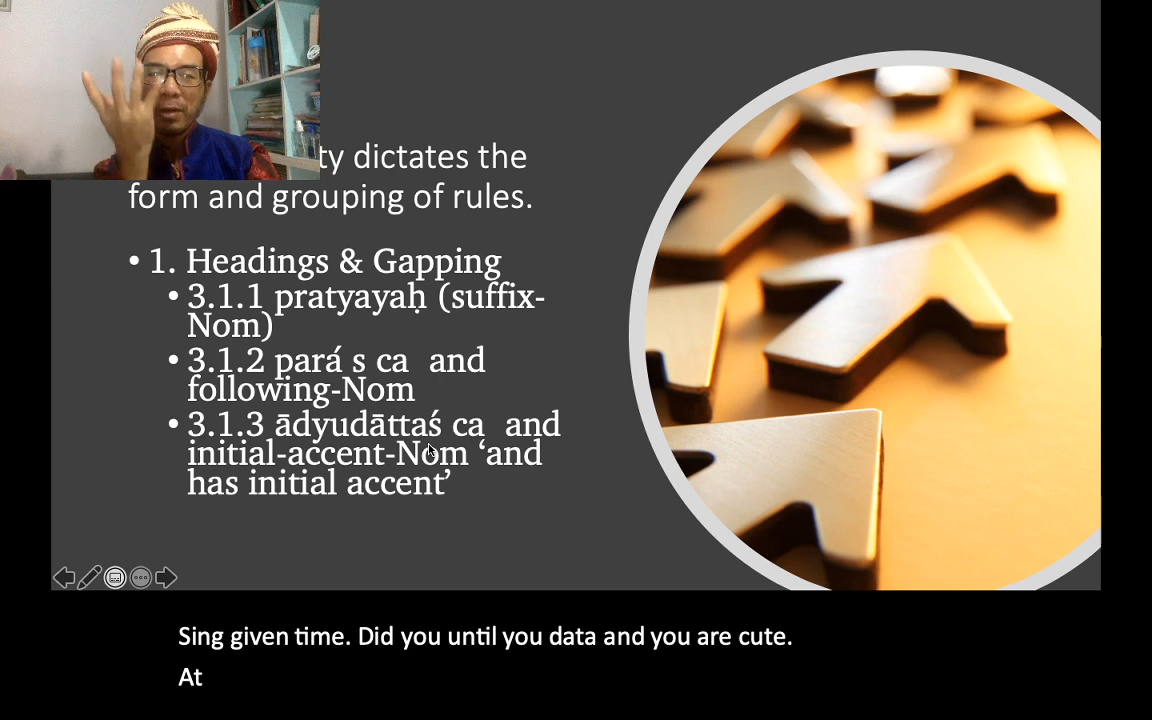 ty dictates the
form and grouping of rules.
• 1. Headings & Gapping
• 3.1.1 pratyayaḥ (suffix-
Nom)
• 3.1.2 pará s ca  and
following-Nom
• 3.1.3 ādyudāttaś ca  and
initial-accent-Nom ‘and
has initial accent’
Sing given time. Did you until you data and you are cute.
At